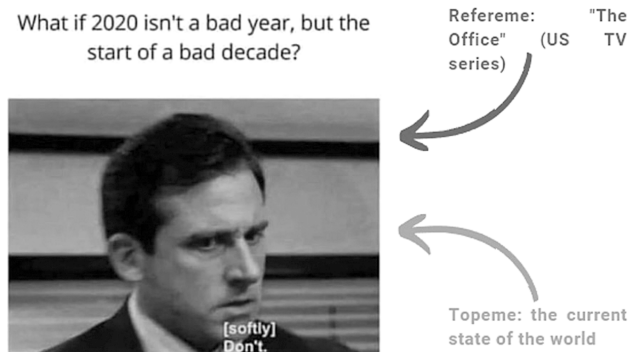 What if 2020 isn't a bad year, but the
start of a bad decade?
[softly]
Don't.
Refereme: "The
Office" (US TV
series)
Topeme: the current
state of the world